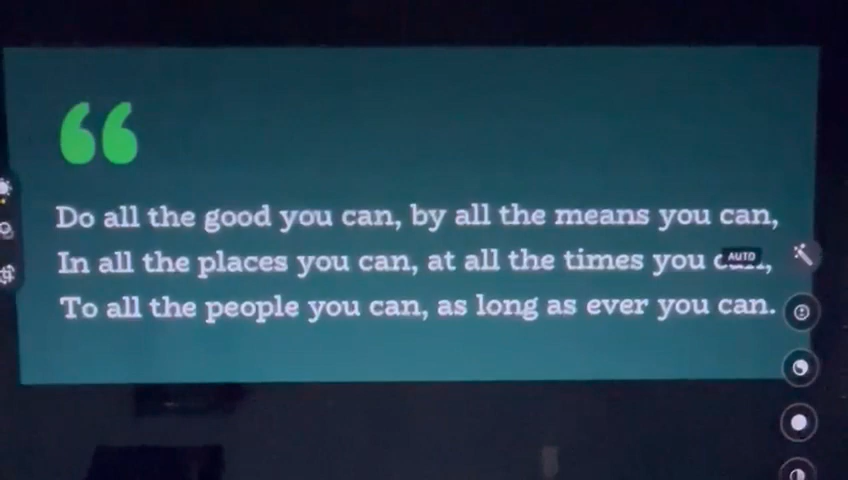 “
Do all the good you can, by all the means you can,
In all the places you can, at all the times you
AUTO
To all the people you can, as long as ever you can.